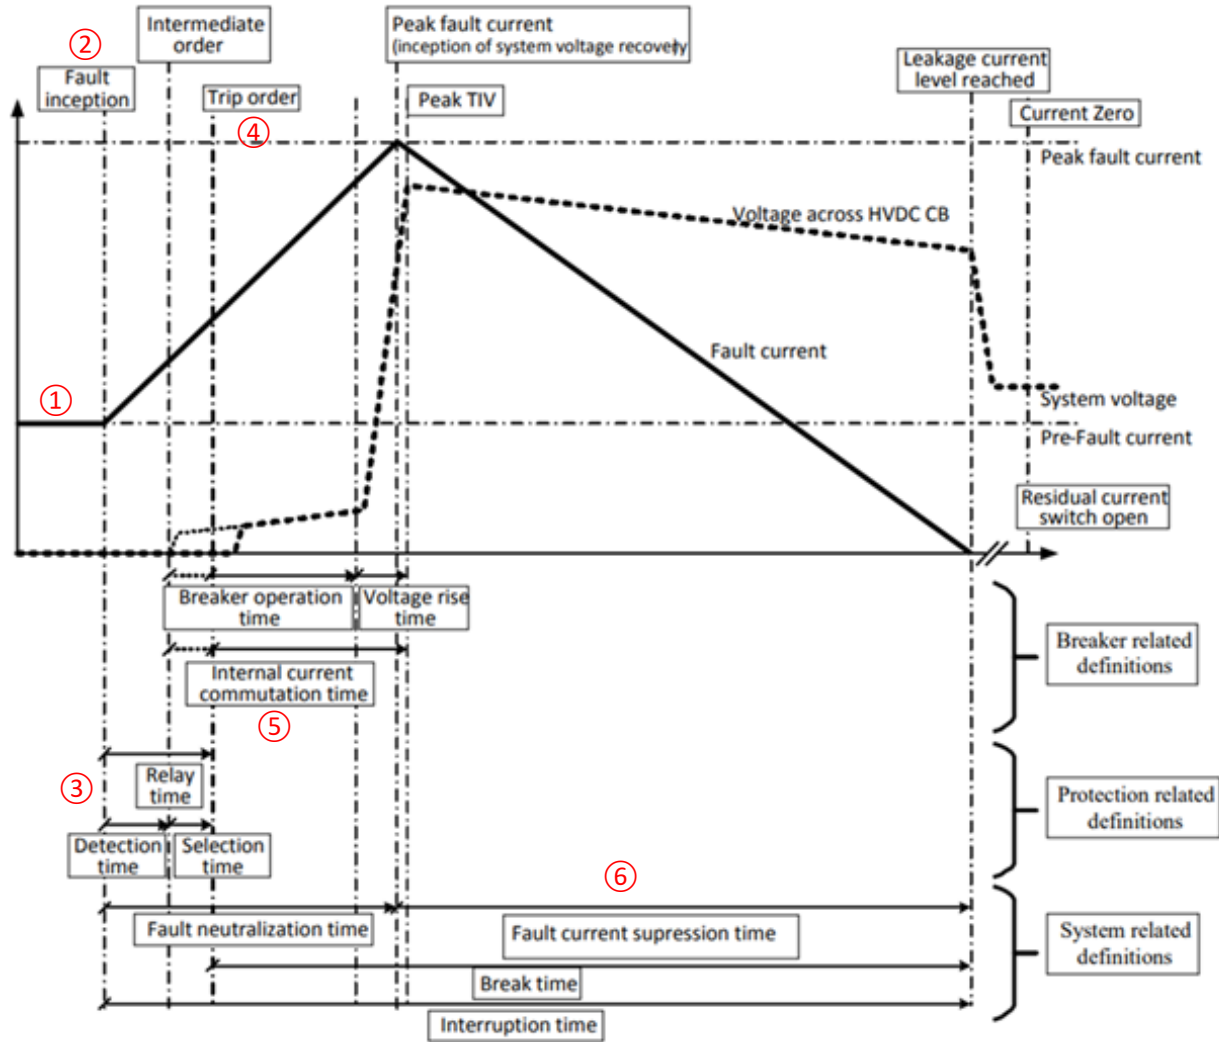 ②
Fault
inception
Intermediate
order
Trip order
④
Peak fault current
(inception of system voltage recovery
Peak TIV
Leakage current
level reached
Current Zero
Peak fault current
Voltage across HVDC CB
Fault current
①
System voltage
Pre-Fault current
Residual current
switch open
Breaker operation
time
Voltage rise
time
Internal current
commutation time
⑤
Breaker related
definitions
③
Relay
time
Detection
time
Selection
time
Protection related
definitions
⑥
Fault neutralization time
Fault current supression time
Break time
Interruption time
System related
definitions